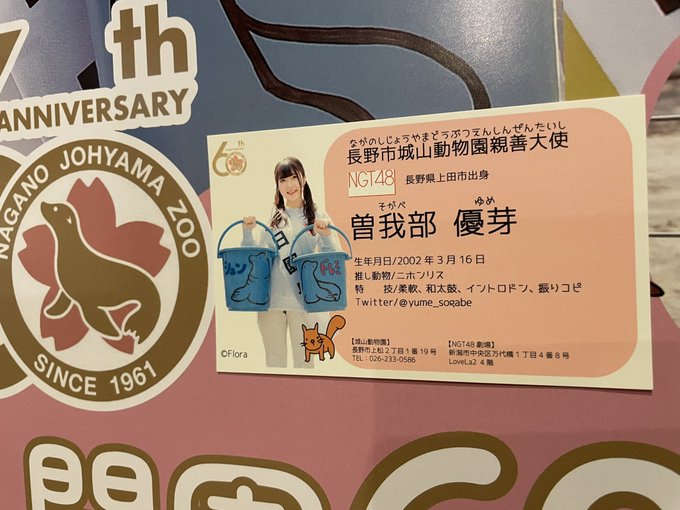 th
ANNIVERSARY
NAGANO JOHYAMA ZOO
SINCE 1961
60th
ながのしじょうやまどうぶつえんしんぜんたいし
長野市城山動物園親善大使
NGT48 長野県上田市出身
そがべ ゆめ
曽我部 優芽
生年月日/2002年3月16日
推し動物/ニホンリス
特 技/柔軟、和太鼓、イントロドン、振りコピ
Twitter/@yume_sogabe
【城山動物園】
長野市上松2丁目1番19号
TEL:026-233-0586
【NGT48 劇場】
新潟市中央区万代橋1丁目4番8号
LoveLa2 4階
©Flora